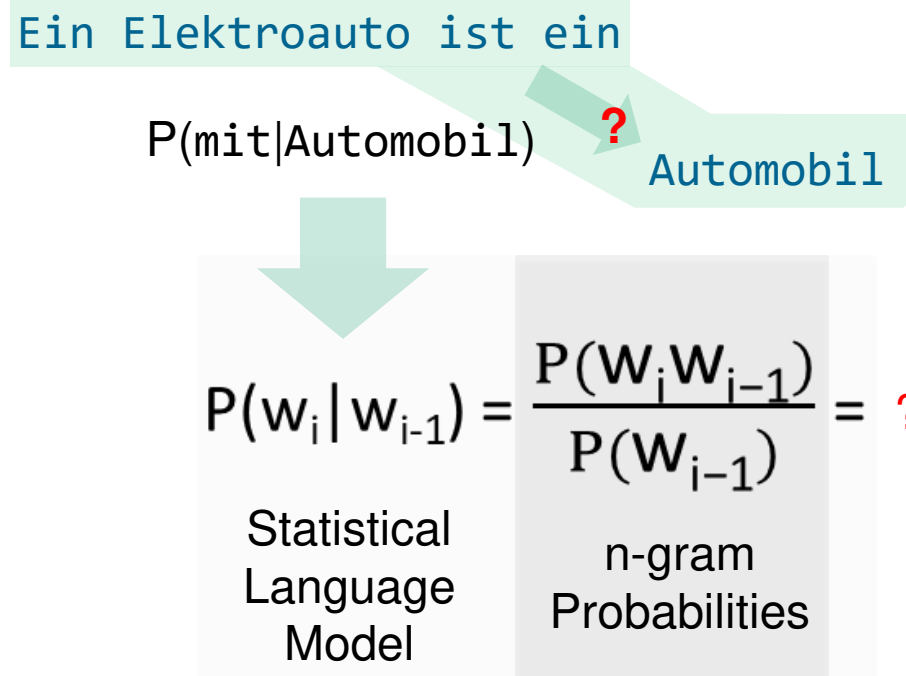 Ein Elektroauto ist ein
P(mit|Automobil)
?
Automobil
P(wᵢ|wᵢ₋₁) = P(wᵢwᵢ₋₁) / P(wᵢ₋₁) = ?
Statistical
Language
Model
n-gram
Probabilities